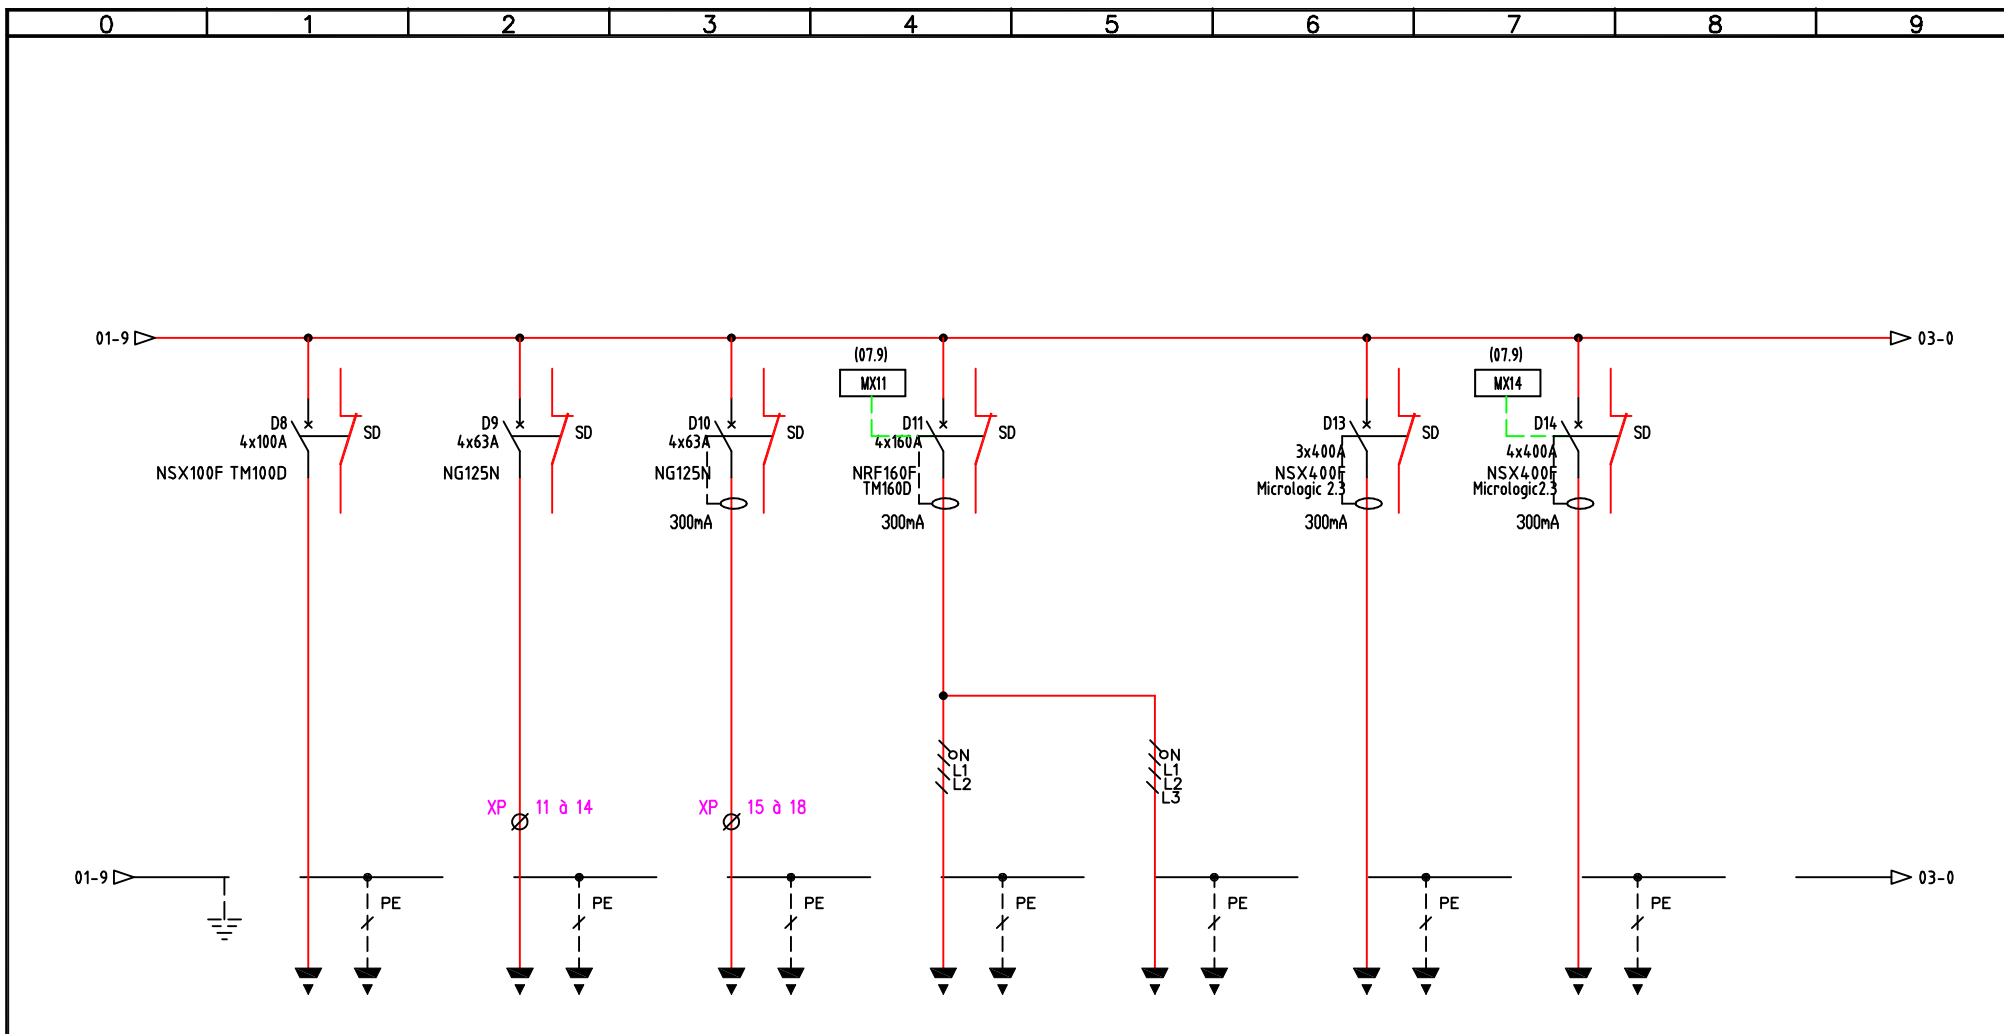 0 1 2 3 4 5 6 7 8 9
01-9 03-0
(07.9) (07.9)
MX11 MX14
D8 D9 D10 D11 D13 D14
SD SD SD SD SD SD
4x100A 4x63A 4x63A 4x160A 3x400A 4x400A
NSX100F TM100D NG125N NG125N NRF160F NSX400F NSX400F
TM160D Micrologic 2.3 Micrologic2.3
300mA 300mA 300mA 300mA
N N
L1 L1
L2 L2
L3
XP 11 à 14 XP 15 à 18
01-9 03-0
PE PE PE PE PE PE PE